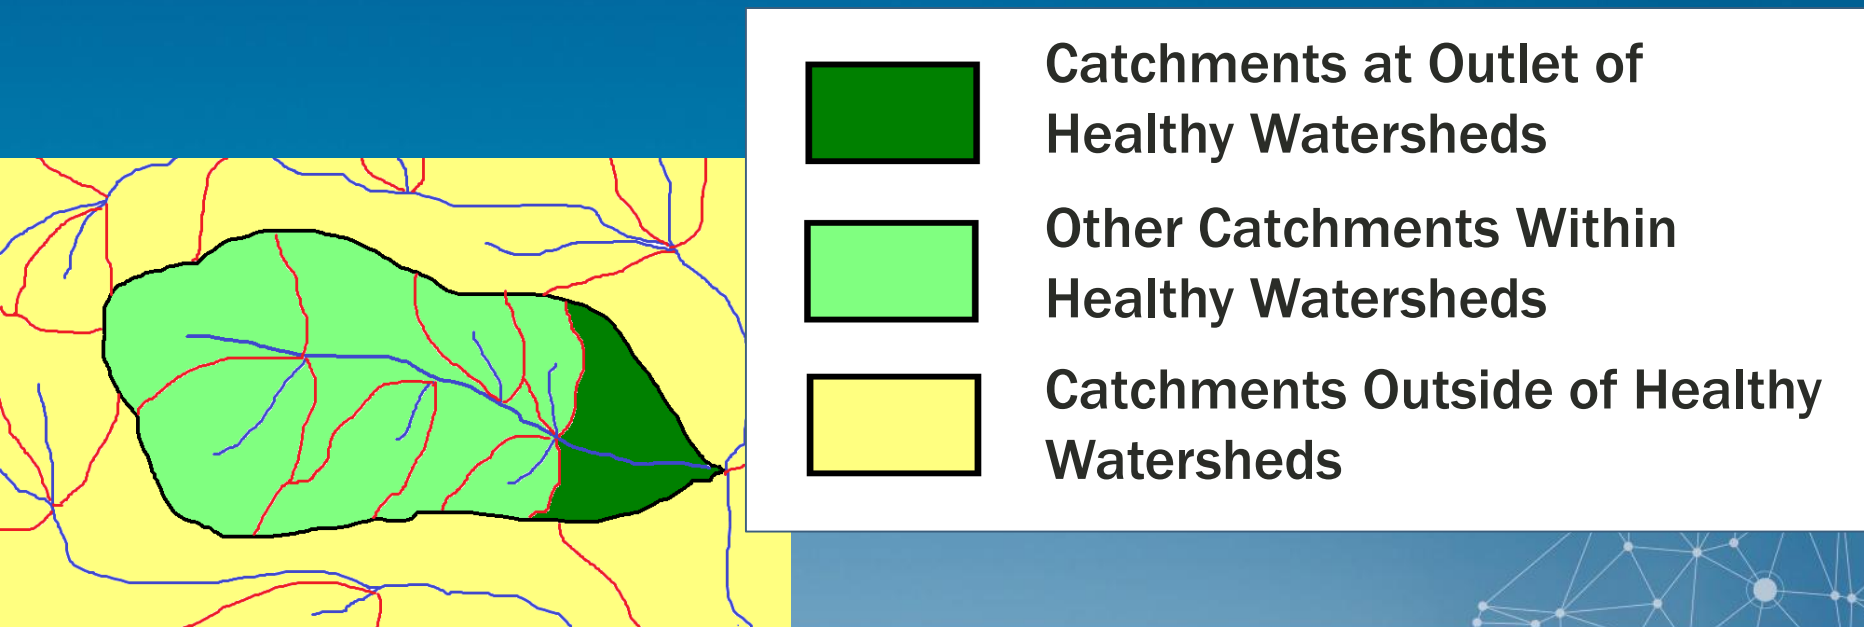 Catchments at Outlet of
Healthy Watersheds
Other Catchments Within
Healthy Watersheds
Catchments Outside of Healthy
Watersheds